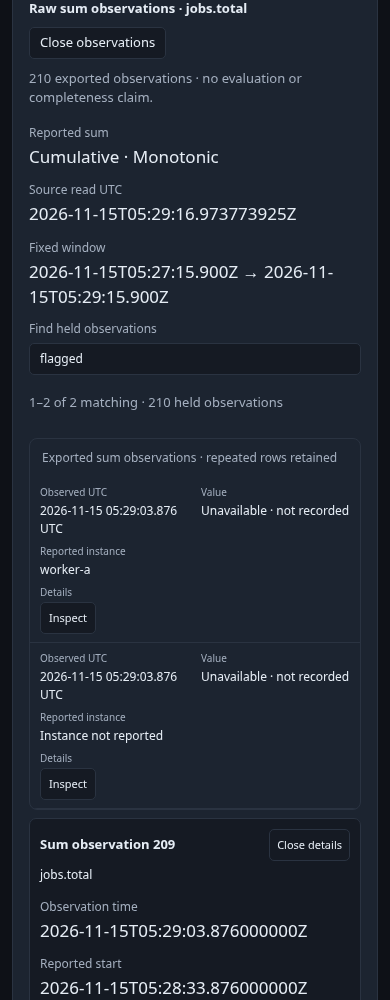 Raw sum observations · jobs.total
Close observations
210 exported observations · no evaluation or
completeness claim.
Reported sum
Cumulative · Monotonic
Source read UTC
2026-11-15T05:29:16.973773925Z
Fixed window
2026-11-15T05:27:15.900Z → 2026-11-
15T05:29:15.900Z
Find held observations
flagged
1–2 of 2 matching · 210 held observations
Exported sum observations · repeated rows retained
Observed UTC
2026-11-15 05:29:03.876
UTC
Value
Unavailable · not recorded
Reported instance
worker-a
Details
Inspect
Observed UTC
2026-11-15 05:29:03.876
UTC
Value
Unavailable · not recorded
Reported instance
Instance not reported
Details
Inspect
Sum observation 209
Close details
jobs.total
Observation time
2026-11-15T05:29:03.876000000Z
Reported start
2026-11-15T05:28:33.876000000Z